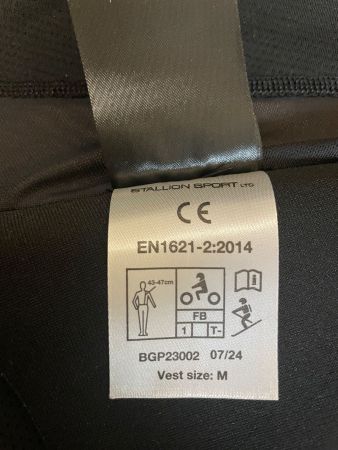 STALLION SPORT LTD
CE
EN1621-2:2014
43-47cm
FB
1 T-
BGP23002 07/24
Vest size: M